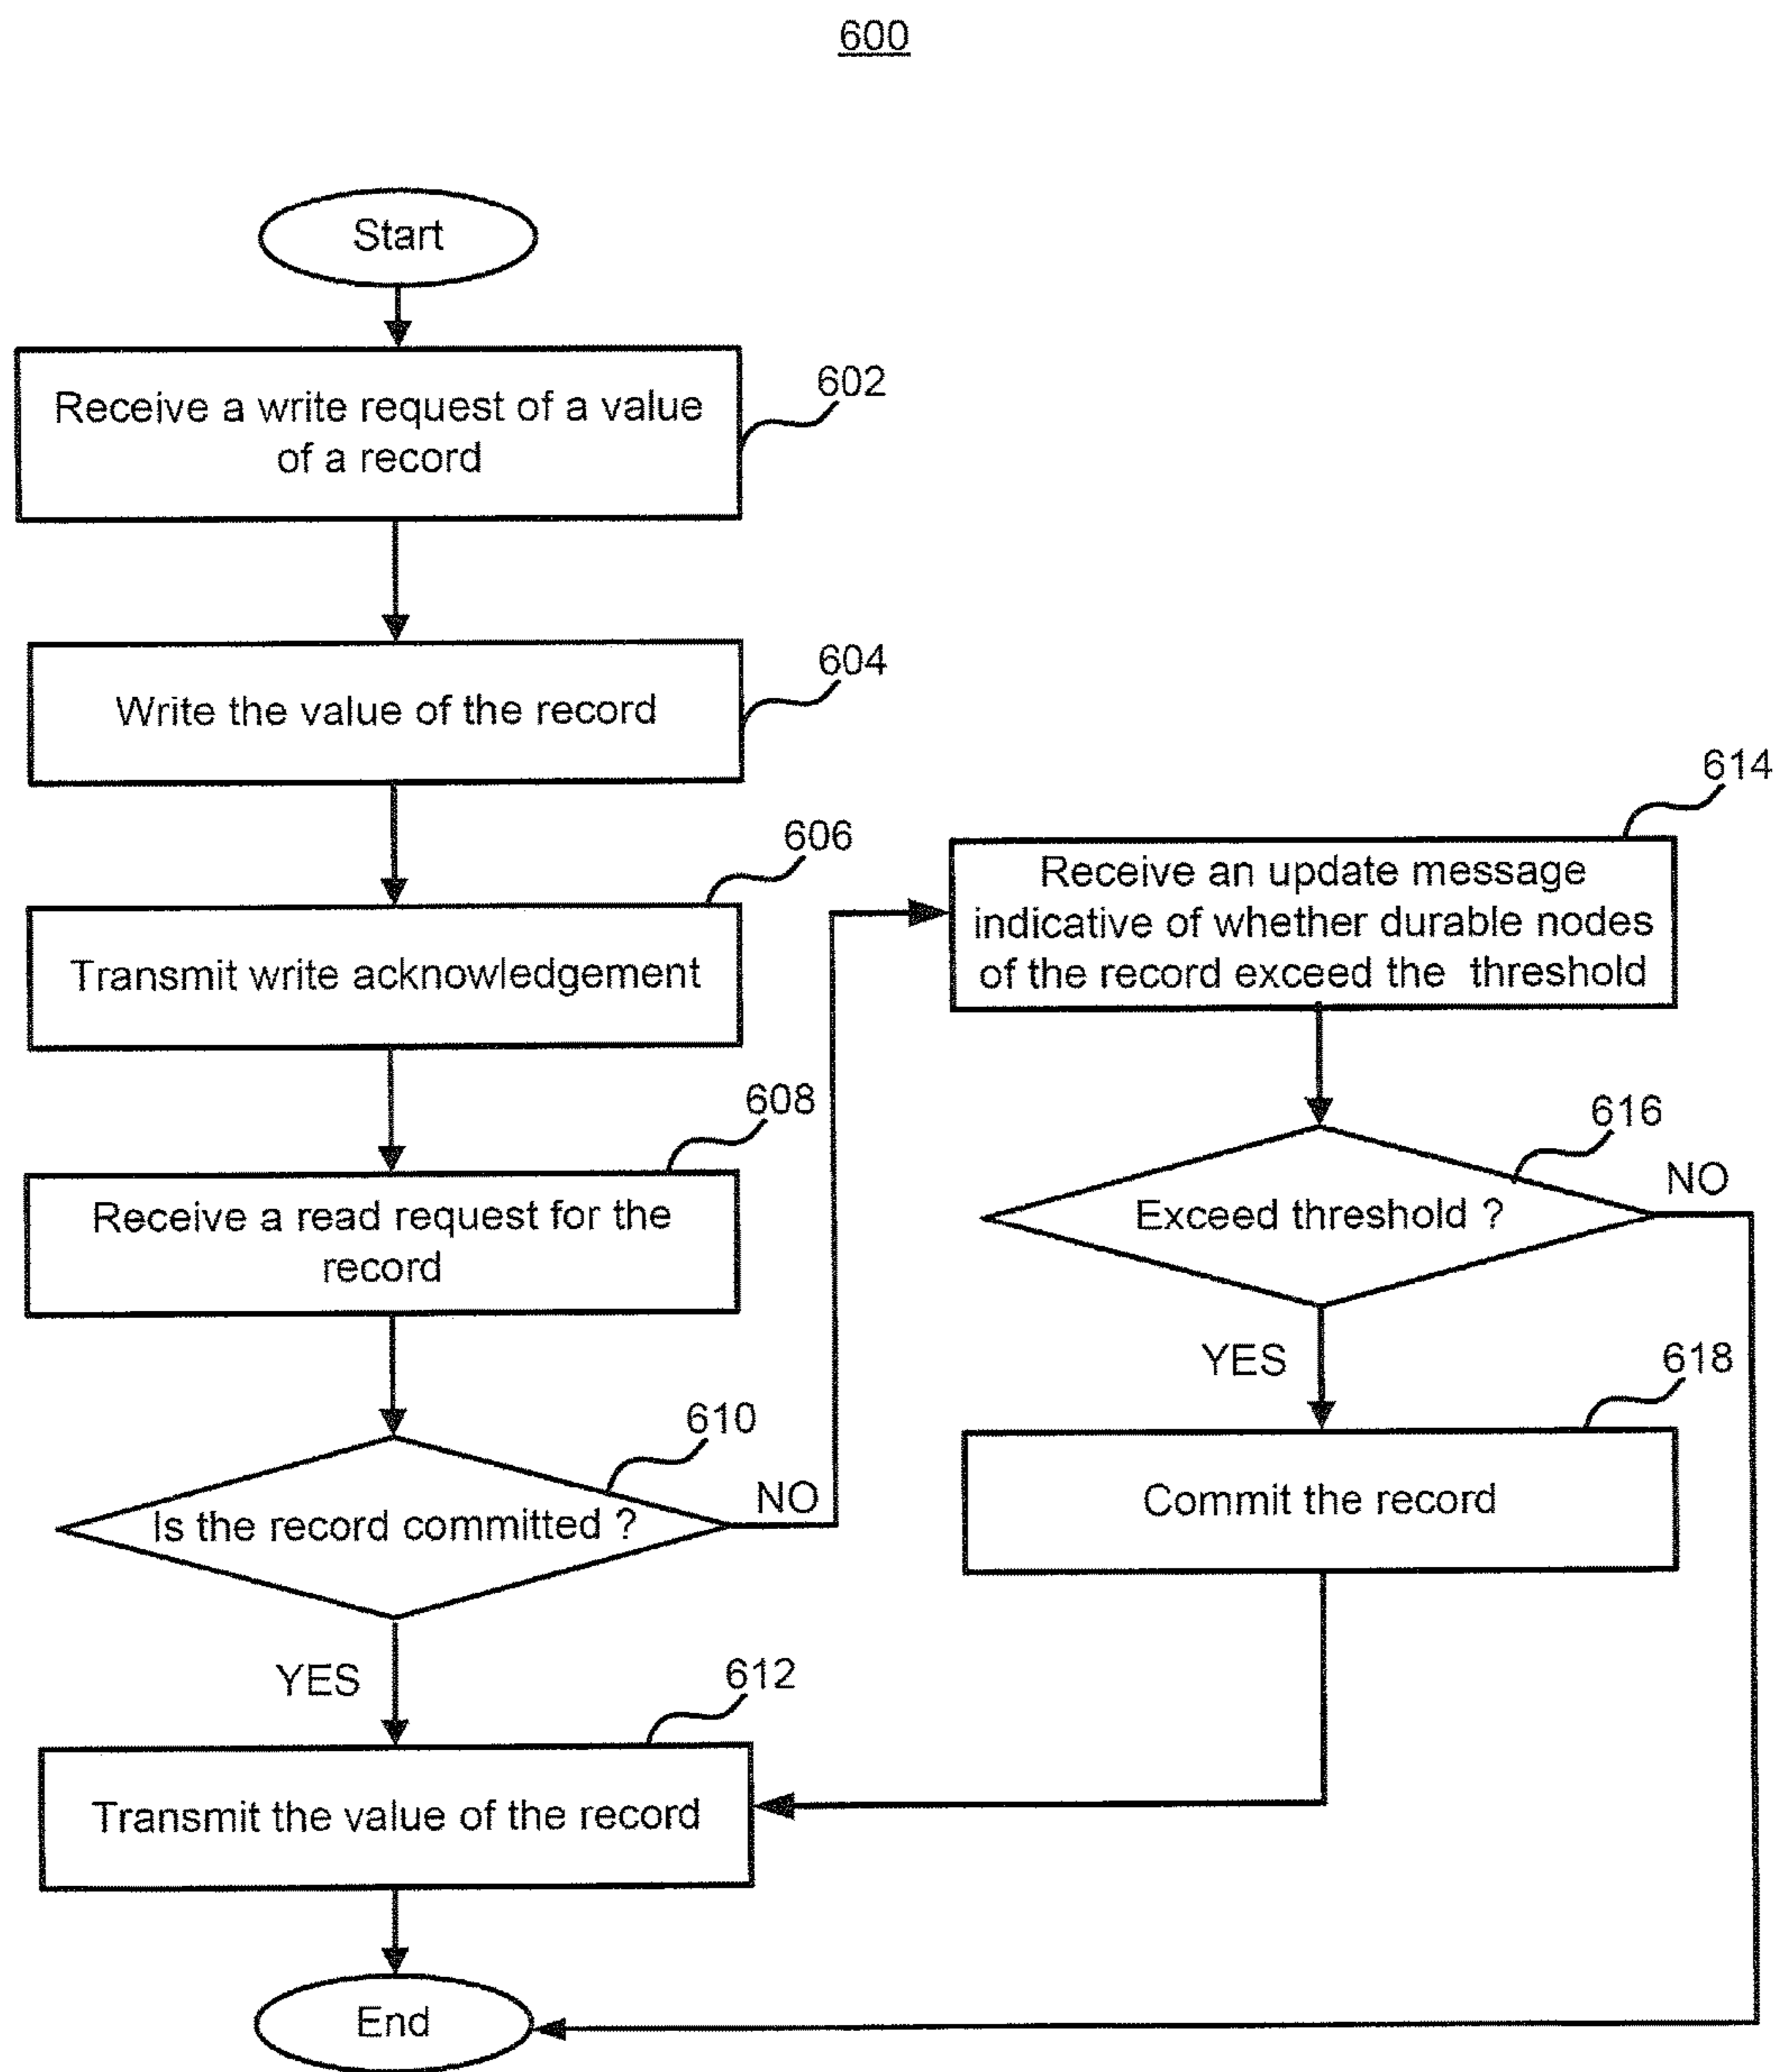 600
Start
Receive a write request of a value
of a record
602
Write the value of the record
604
Transmit write acknowledgement
606
Receive a read request for the
record
608
Is the record committed ?
610
NO
YES
Transmit the value of the record
612
End
Receive an update message
indicative of whether durable nodes
of the record exceed the threshold
614
Exceed threshold ?
616
NO
YES
Commit the record
618